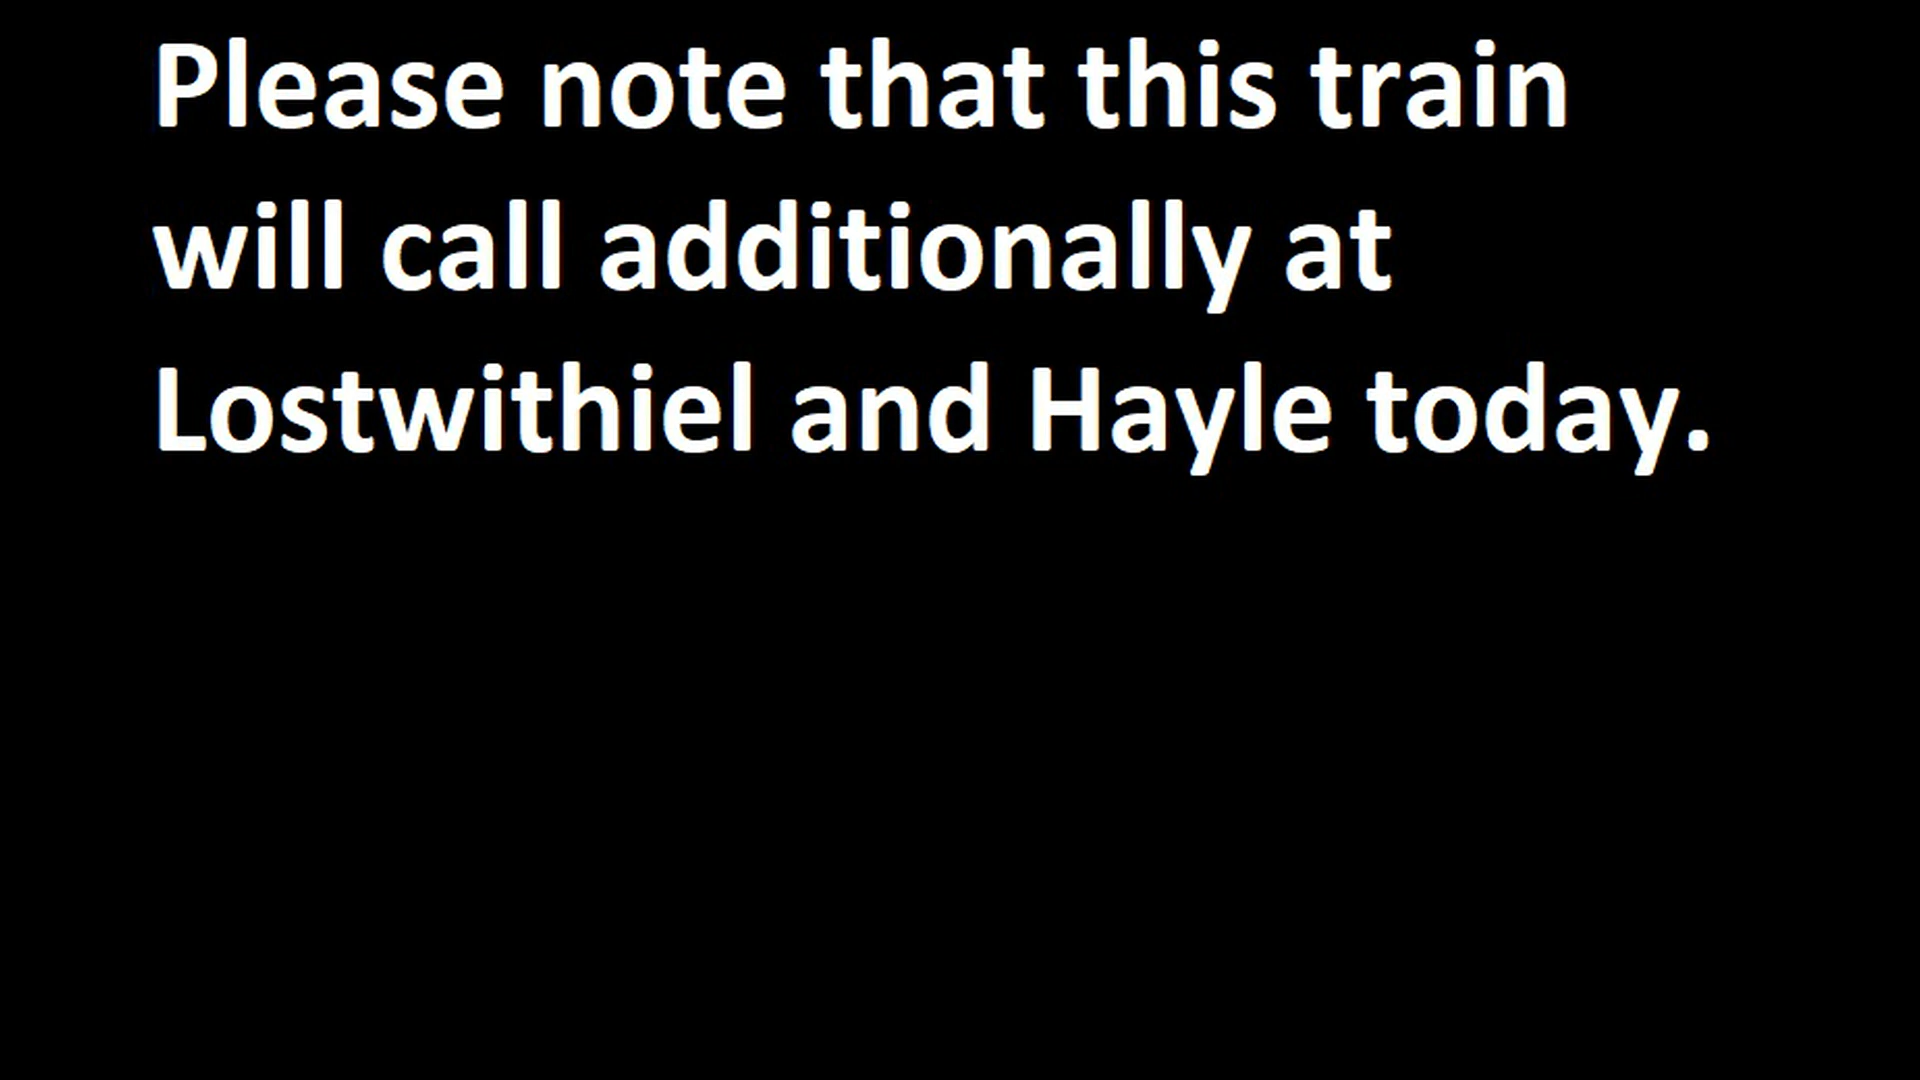 Please note that this train
will call additionally at
Lostwithiel and Hayle today.